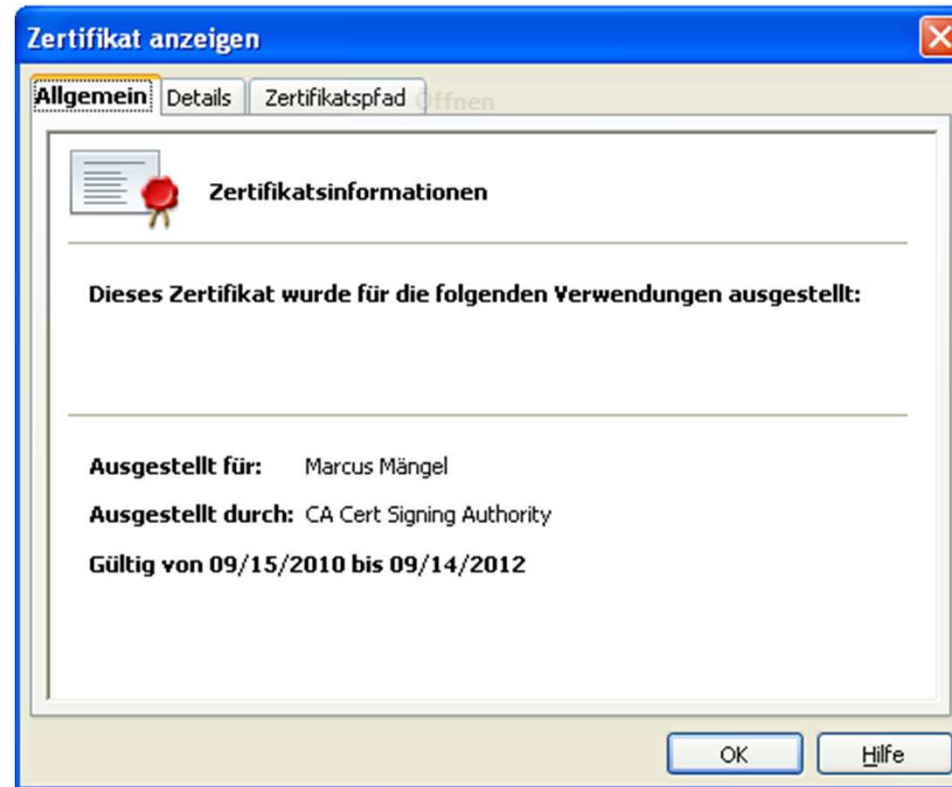 Zertifikat anzeigen
Allgemein Details Zertifikatspfad Öffnen
Zertifikatsinformationen
Dieses Zertifikat wurde für die folgenden Verwendungen ausgestellt:
Ausgestellt für: Marcus Mängel
Ausgestellt durch: CA Cert Signing Authority
Gültig von 09/15/2010 bis 09/14/2012
OK Hilfe